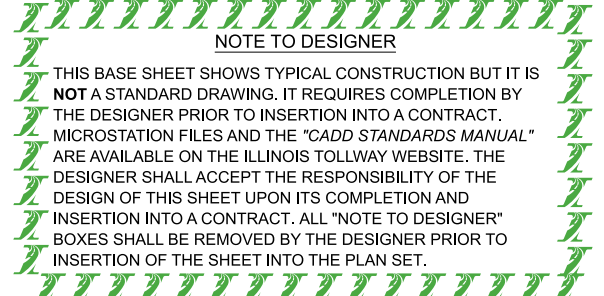 NOTE TO DESIGNER
THIS BASE SHEET SHOWS TYPICAL CONSTRUCTION BUT IT IS
NOT A STANDARD DRAWING. IT REQUIRES COMPLETION BY
THE DESIGNER PRIOR TO INSERTION INTO A CONTRACT.
MICROSTATION FILES AND THE "CADD STANDARDS MANUAL"
ARE AVAILABLE ON THE ILLINOIS TOLLWAY WEBSITE. THE
DESIGNER SHALL ACCEPT THE RESPONSIBILITY OF THE
DESIGN OF THIS SHEET UPON ITS COMPLETION AND
INSERTION INTO A CONTRACT. ALL "NOTE TO DESIGNER"
BOXES SHALL BE REMOVED BY THE DESIGNER PRIOR TO
INSERTION OF THE SHEET INTO THE PLAN SET.